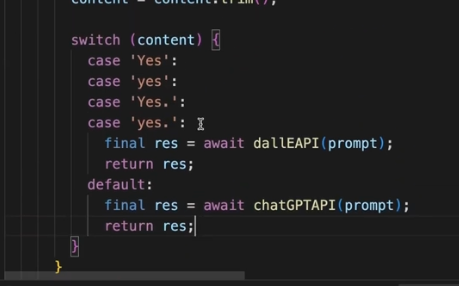 content = content.trim();
switch (content) {
case 'Yes':
case 'yes':
case 'Yes.':
case 'yes.':
final res = await dallEAPI(prompt);
return res;
default:
final res = await chatGPTAPI(prompt);
return res;
}
}